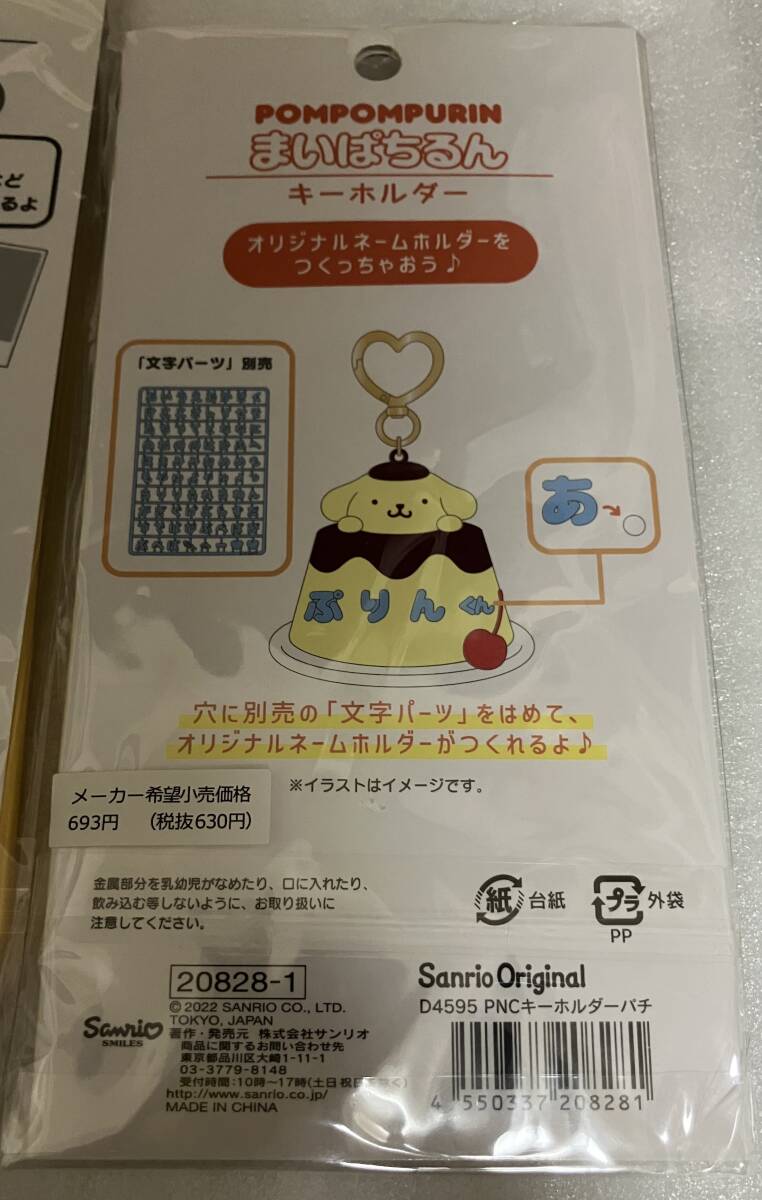 など
るよ
POMPOMPURIN
まいぱちるん
キーホルダー
オリジナルネームホルダーを
つくっちゃおう♪
「文字パーツ」別売
あ
ぷりんくん
穴に別売の「文字パーツ」をはめて、
オリジナルネームホルダーがつくれるよ♪
※イラストはイメージです。
メーカー希望小売価格
693円 (税抜630円)
金属部分を乳幼児がなめたり、口に入れたり、
飲み込む等しないように、お取り扱いに
注意してください。
紙 台紙
プラ 外袋
PP
20828-1
© 2022 SANRIO CO., LTD.
TOKYO, JAPAN
Sanrio
SMILES
著作・発売元 株式会社サンリオ
商品に関するお問い合わせ先
東京都品川区大崎1-11-1
03-3779-8148
受付時間:10時〜17時(土日祝日を除く)
http://www.sanrio.co.jp/
MADE IN CHINA
Sanrio Original
D4595 PNCキーホルダーパチ
4 550337 208281